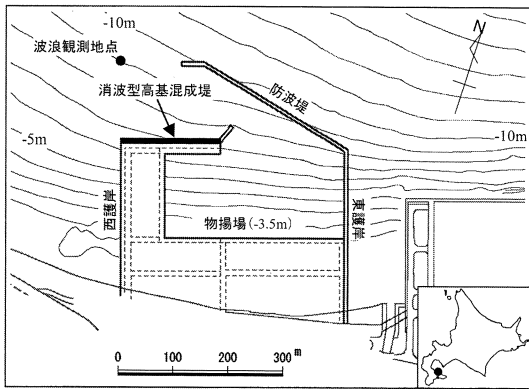 -10m
波浪観測地点
N
消波型高基混成堤
防波堤
-5m
-10m
西護岸
物揚場(-3.5m)
東護岸
0 100 200 300 m